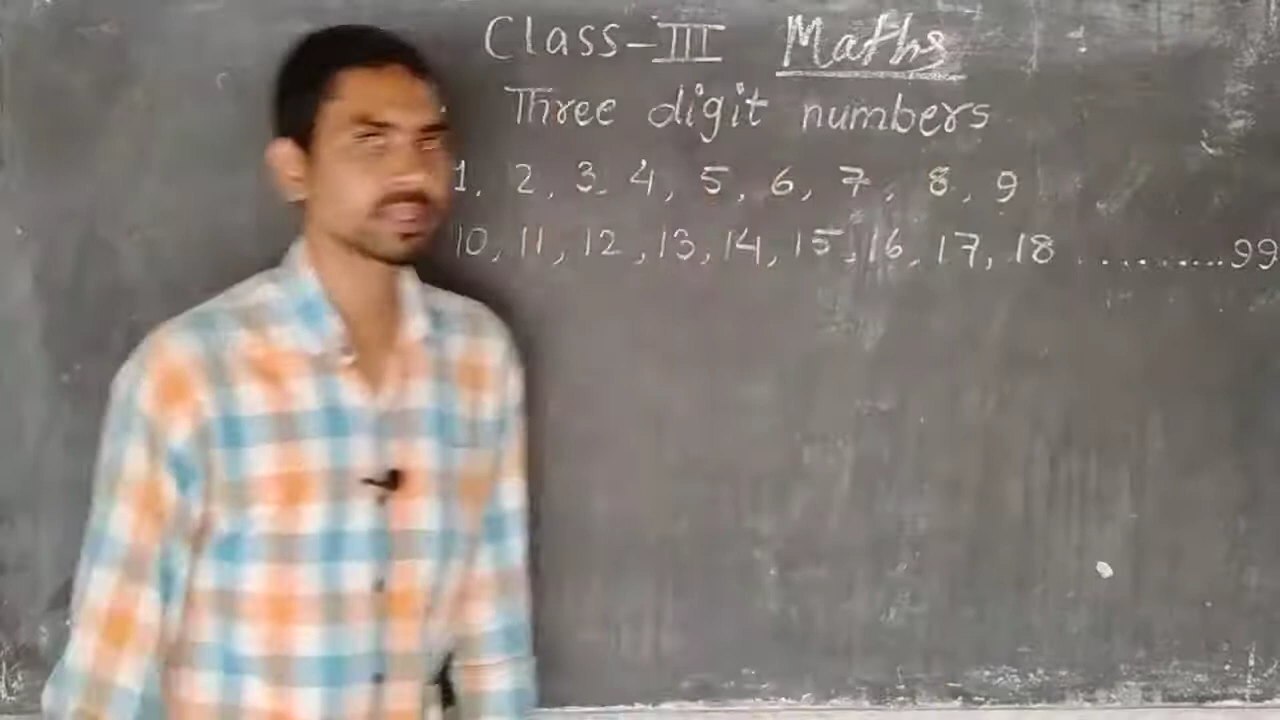 Class-III Maths
Three digit numbers
1, 2, 3, 4, 5, 6, 7, 8, 9
10, 11, 12, 13, 14, 15, 16, 17, 18 ..........99